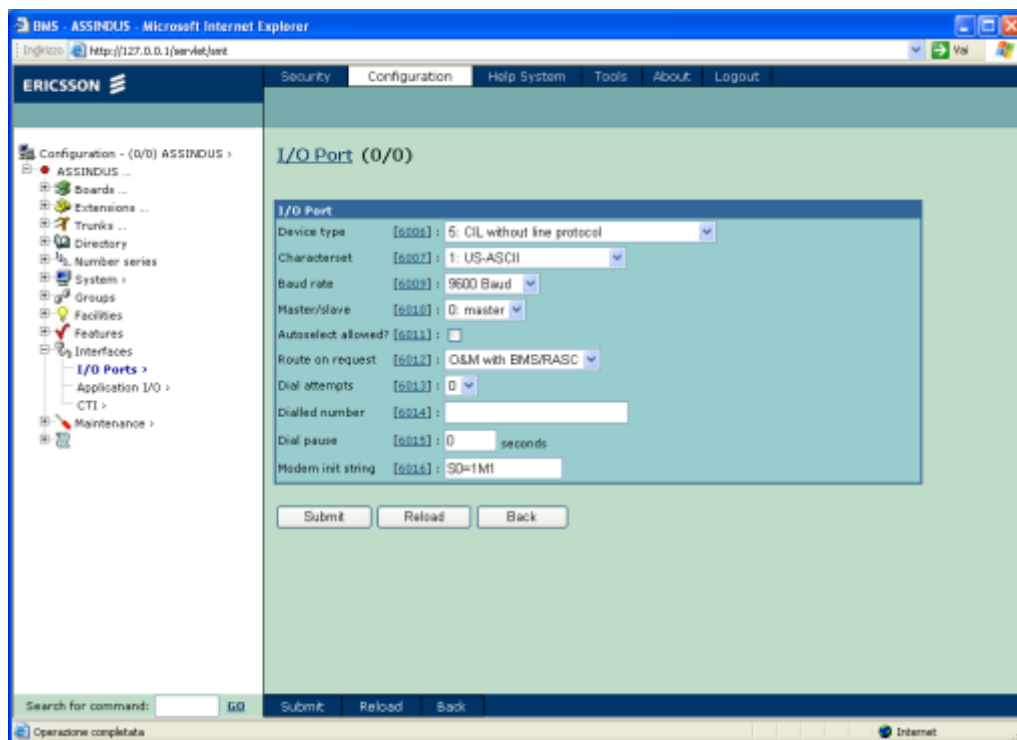 BMS - ASSINDUS - Microsoft Internet Explorer
Indirizzo http://127.0.0.1/servlet/smt Vai
ERICSSON
Security Configuration Help System Tools About Logout
Configuration - (0/0) ASSINDUS ›
ASSINDUS ...
Boards ...
Extensions ...
Trunks ...
Directory
Number series
System ›
Groups
Facilities
Features
Interfaces
I/O Ports ›
Application I/O ›
CTI ›
Maintenance ›
I/O Port (0/0)
I/O Port
Device type [6006] : 5: CIL without line protocol
Characterset [6007] : 1: US-ASCII
Baud rate [6009] : 9600 Baud
Master/slave [6010] : 0: master
Autoselect allowed? [6011] :
Route on request [6012] : O&M with BMS/RASC
Dial attempts [6013] : 0
Dialled number [6014] :
Dial pause [6015] : 0 seconds
Modem init string [6016] : S0=1M1
Submit Reload Back
Search for command: GO
Submit Reload Back
Operazione completata Internet